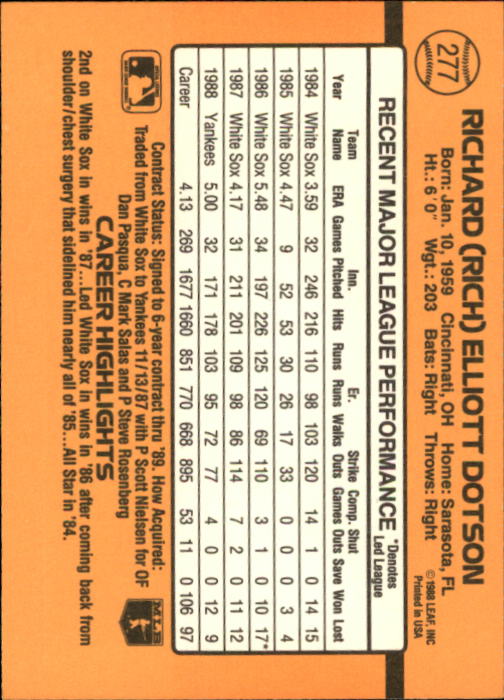 277
RICHARD (RICH) ELLIOTT DOTSON
Born: Jan. 10, 1959 Cincinnati, OH Home: Sarasota, FL
Ht.: 6' 0" Wgt.: 203 Bats: Right Throws: Right
©1988 LEAF, INC
Printed in USA
RECENT MAJOR LEAGUE PERFORMANCE *Denotes Led League
Team Inn. Er. Strike Comp. Shut
Year Name ERA Games Pitched Hits Runs Runs Walks Outs Games Outs Save Won Lost
1984 White Sox 3.59 32 246 216 110 98 103 120 14 1 0 14 15
1985 White Sox 4.47 9 52 53 30 26 17 33 0 0 0 3 4
1986 White Sox 5.48 34 197 226 125 120 69 110 3 1 0 10 17*
1987 White Sox 4.17 31 211 201 109 98 86 114 7 2 0 11 12
1988 Yankees 5.00 32 171 178 103 95 72 77 4 0 0 12 9
Career 4.13 269 1677 1660 851 770 668 895 53 11 0 106 97
Contract Status: Signed to 6-year contract thru '89. How Acquired:
Traded from White Sox to Yankees 11/13/87 with P Scott Nielsen for OF
Dan Pasqua, C Mark Salas and P Steve Rosenberg
MLB
CAREER HIGHLIGHTS
2nd on White Sox in wins in '87...Led White Sox in wins in '86 after coming back from
shoulder/chest surgery that sidelined him nearly all of '85...All Star in '84.